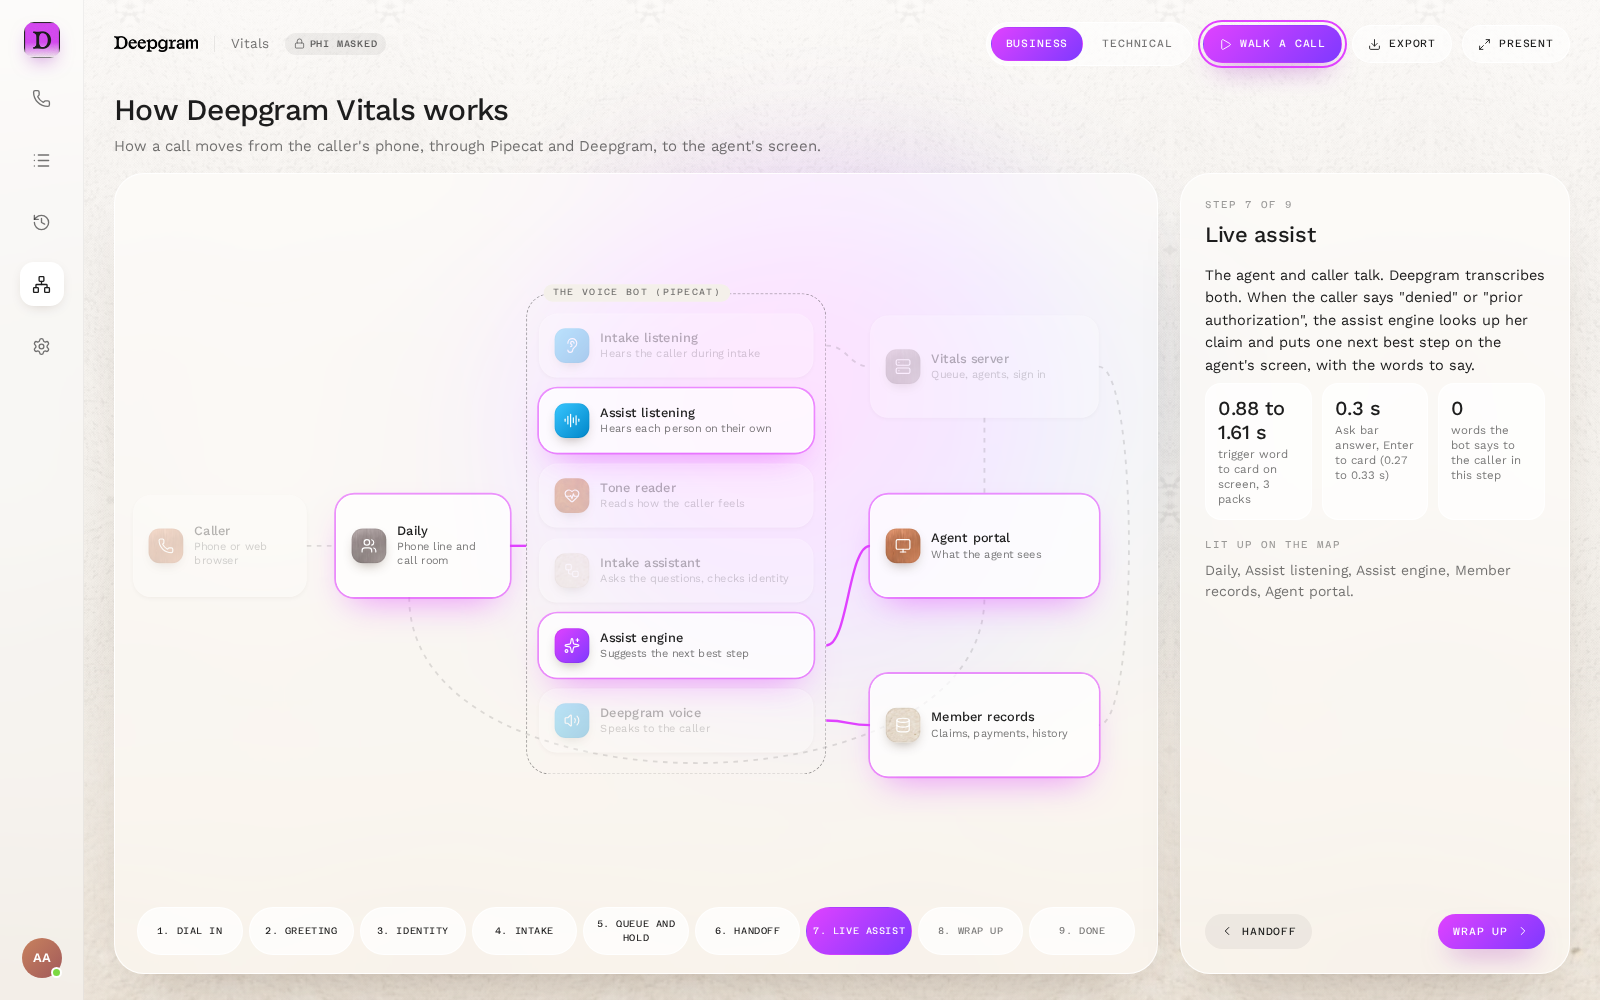 D
Deepgram
Vitals
PHI MASKED
BUSINESS
TECHNICAL
WALK A CALL
EXPORT
PRESENT
How Deepgram Vitals works
How a call moves from the caller's phone, through Pipecat and Deepgram, to the agent's screen.
THE VOICE BOT (PIPECAT)
Intake listening
Hears the caller during intake
Assist listening
Hears each person on their own
Tone reader
Reads how the caller feels
Intake assistant
Asks the questions, checks identity
Assist engine
Suggests the next best step
Deepgram voice
Speaks to the caller
Caller
Phone or web
browser
Daily
Phone line and
call room
Vitals server
Queue, agents, sign in
Agent portal
What the agent sees
Member records
Claims, payments, history
1. DIAL IN
2. GREETING
3. IDENTITY
4. INTAKE
5. QUEUE AND
HOLD
6. HANDOFF
7. LIVE ASSIST
8. WRAP UP
9. DONE
STEP 7 OF 9
Live assist
The agent and caller talk. Deepgram transcribes
both. When the caller says "denied" or "prior
authorization", the assist engine looks up her
claim and puts one next best step on the
agent's screen, with the words to say.
0.88 to
1.61 s
trigger word
to card on
screen, 3
packs
0.3 s
Ask bar
answer, Enter
to card (0.27
to 0.33 s)
0
words the
bot says to
the caller in
this step
LIT UP ON THE MAP
Daily, Assist listening, Assist engine, Member
records, Agent portal.
HANDOFF
WRAP UP
AA